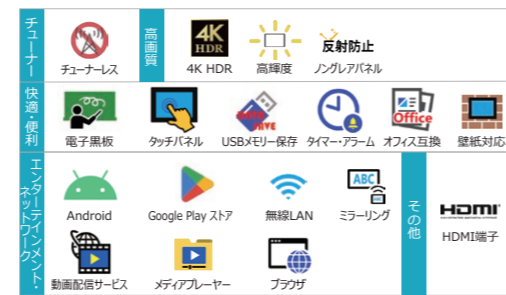 チューナー
チューナーレス
高画質
4K
HDR
4K HDR
高輝度
反射防止
ノングレアパネル
快適・便利
電子黒板
タッチパネル
SAVE
USBメモリー保存
タイマー・アラーム
Office
オフィス互換
壁紙対応
エンターテインメント・
ネットワーク
Android
Google Play ストア
無線LAN
ABC
ミラーリング
動画配信サービス
メディアプレーヤー
ブラウザ
その他
HDMI
HDMI端子